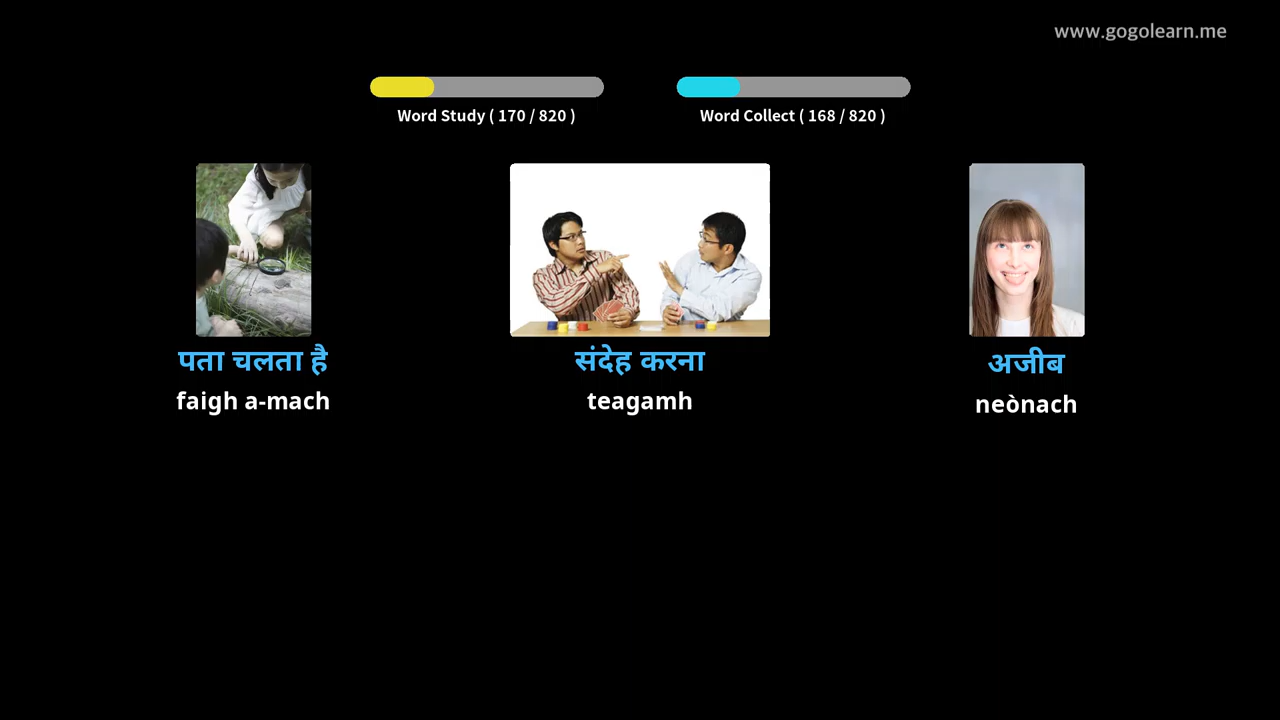 www.gogolearn.me
Word Study ( 170 / 820 )
Word Collect ( 168 / 820 )
पता चलता है
faigh a-mach
संदेह करना
teagamh
अजीब
neònach